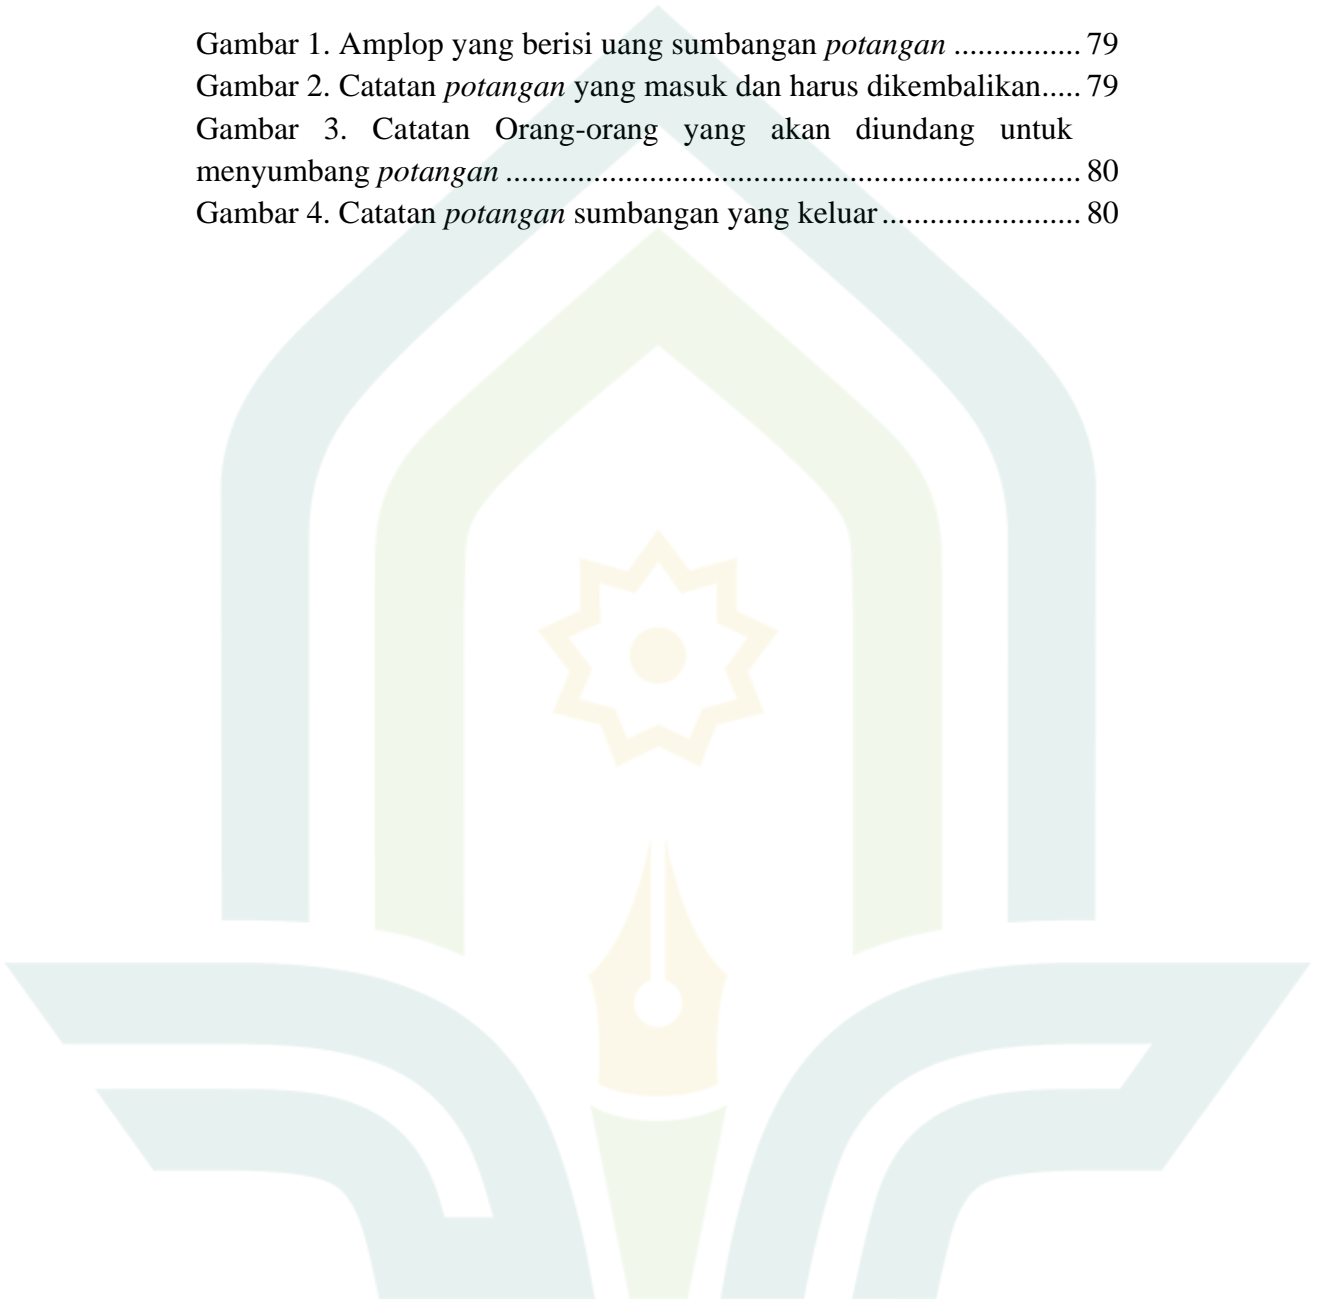 Gambar 1. Amplop yang berisi uang sumbangan potangan ................ 79
Gambar 2. Catatan potangan yang masuk dan harus dikembalikan..... 79
Gambar 3. Catatan Orang-orang yang akan diundang untuk
menyumbang potangan ......................................................................... 80
Gambar 4. Catatan potangan sumbangan yang keluar ......................... 80